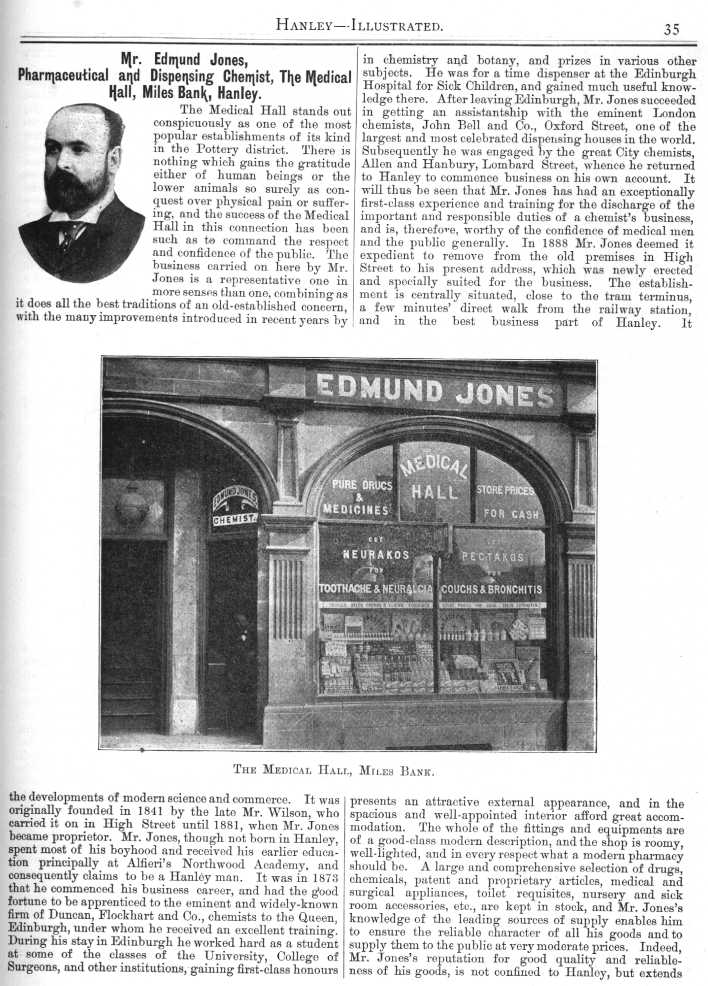 HANLEY—ILLUSTRATED.
35
Mr. Edmund Jones,
Pharmaceutical and Dispensing Chemist, The Medical
Hall, Miles Bank, Hanley.
The Medical Hall stands out
conspicuously as one of the most
popular establishments of its kind
in the Pottery district. There is
nothing which gains the gratitude
either of human beings or the
lower animals so surely as con-
quest over physical pain or suffer-
ing, and the success of the Medical
Hall in this connection has been
such as to command the respect
and confidence of the public. The
business carried on here by Mr.
Jones is a representative one in
more senses than one, combining as
it does all the best traditions of an old-established concern,
with the many improvements introduced in recent years by
the developments of modern science and commerce. It was
originally founded in 1841 by the late Mr. Wilson, who
carried it on in High Street until 1881, when Mr. Jones
became proprietor. Mr. Jones, though not born in Hanley,
spent most of his boyhood and received his earlier educa-
tion principally at Alfieri's Northwood Academy, and
consequently claims to be a Hanley man. It was in 1873
that he commenced his business career, and had the good
fortune to be apprenticed to the eminent and widely-known
firm of Duncan, Flockhart and Co., chemists to the Queen,
Edinburgh, under whom he received an excellent training.
During his stay in Edinburgh he worked hard as a student
at some of the classes of the University, College of
Surgeons, and other institutions, gaining first-class honours
in chemistry and botany, and prizes in various other
subjects. He was for a time dispenser at the Edinburgh
Hospital for Sick Children, and gained much useful know-
ledge there. After leaving Edinburgh, Mr. Jones succeeded
in getting an assistantship with the eminent London
chemists, John Bell and Co., Oxford Street, one of the
largest and most celebrated dispensing houses in the world.
Subsequently he was engaged by the great City chemists,
Allen and Hanbury, Lombard Street, whence he returned
to Hanley to commence business on his own account. It
will thus be seen that Mr. Jones has had an exceptionally
first-class experience and training for the discharge of the
important and responsible duties of a chemist's business,
and is, therefore, worthy of the confidence of medical men
and the public generally. In 1888 Mr. Jones deemed it
expedient to remove from the old premises in High
Street to his present address, which was newly erected
and specially suited for the business. The establish-
ment is centrally situated, close to the tram terminus,
a few minutes' direct walk from the railway station,
and in the best business part of Hanley. It
presents an attractive external appearance, and in the
spacious and well-appointed interior afford great accom-
modation. The whole of the fittings and equipments are
of a good-class modern description, and the shop is roomy,
well-lighted, and in every respect what a modern pharmacy
should be. A large and comprehensive selection of drugs,
chemicals, patent and proprietary articles, medical and
surgical appliances, toilet requisites, nursery and sick
room accessories, etc., are kept in stock, and Mr. Jones's
knowledge of the leading sources of supply enables him
to ensure the reliable character of all his goods and to
supply them to the public at very moderate prices. Indeed,
Mr. Jones's reputation for good quality and reliable-
ness of his goods, is not confined to Hanley, but extends
EDMUND JONES
EDMUND JONES
CHEMIST.
MEDICAL
HALL
PURE DRUGS
&
MEDICINES
STORE PRICES
FOR CASH
GET
NEURAKOS
FOR
TOOTHACHE & NEURALGIA
PECTAKOS
COUGHS & BRONCHITIS
THE MEDICAL HALL, MILES BANK.